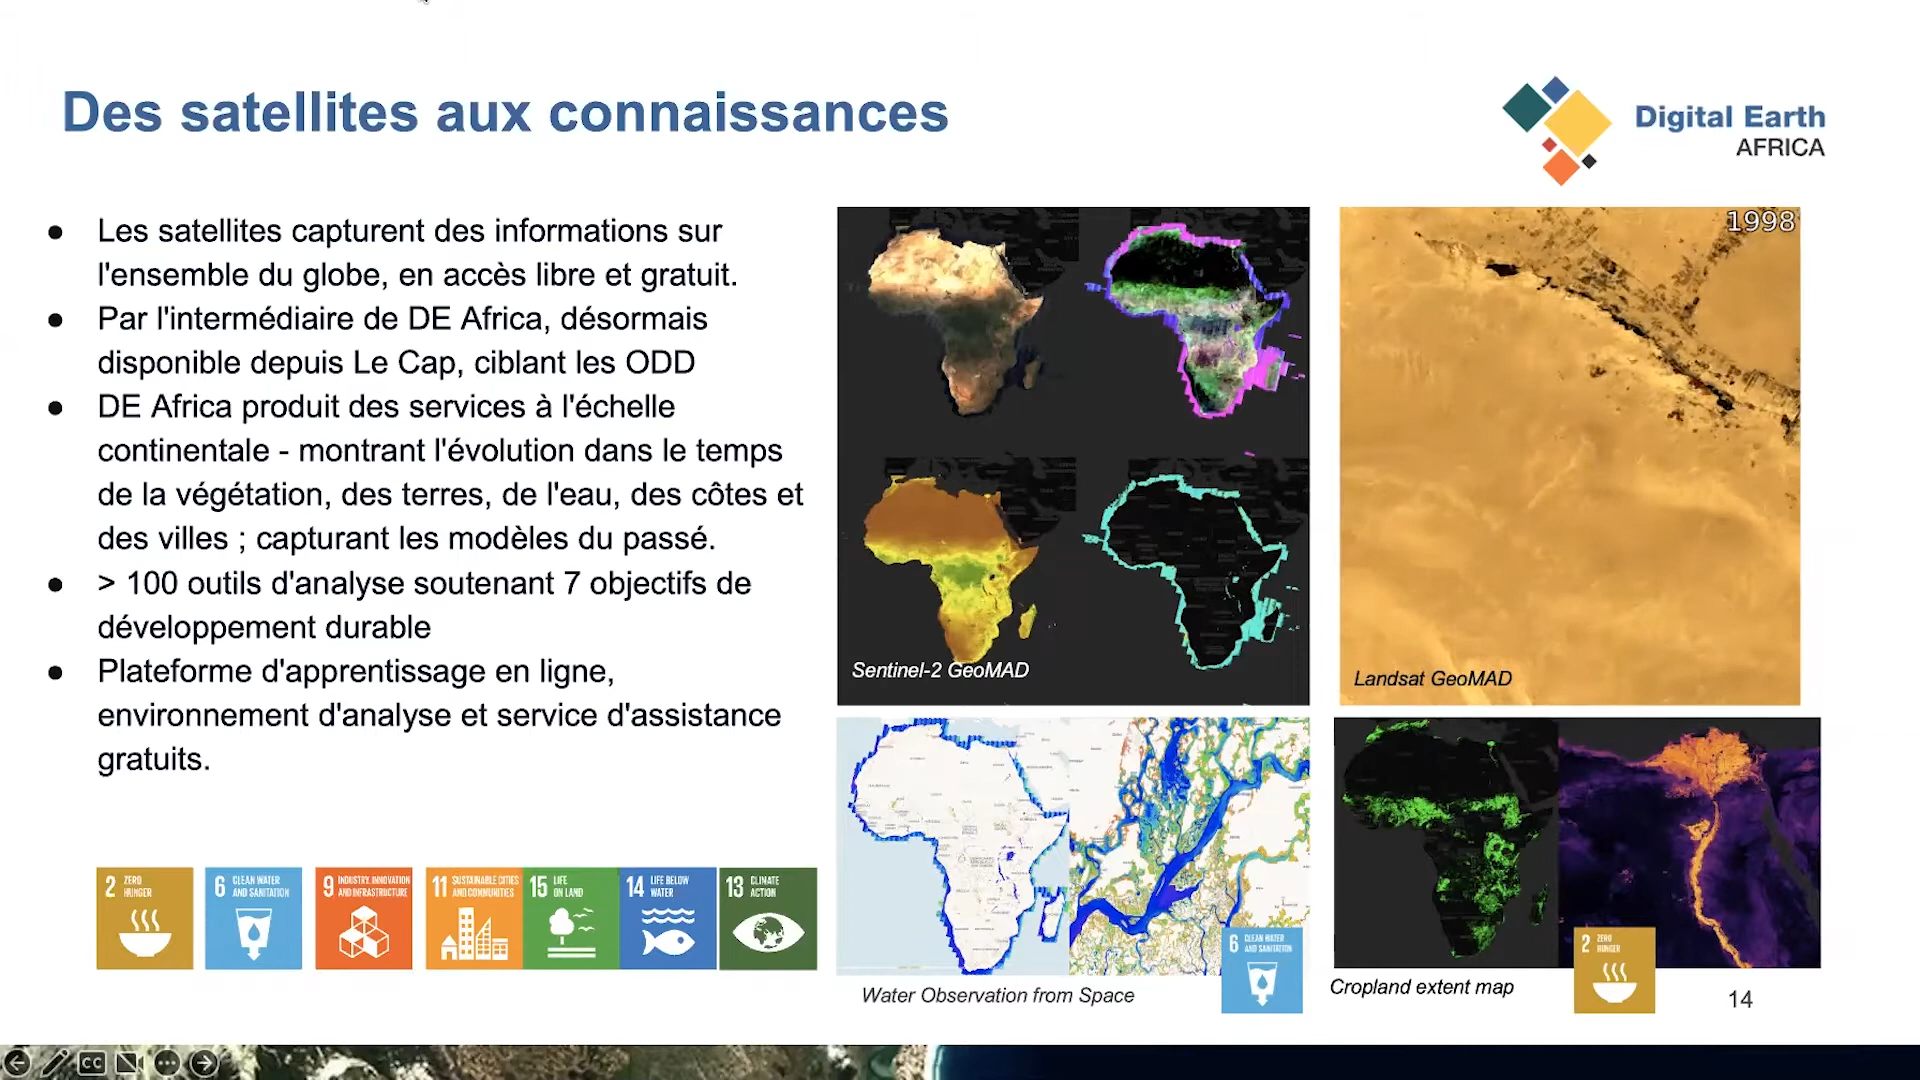 Des satellites aux connaissances
Digital Earth
AFRICA
● Les satellites capturent des informations sur
l'ensemble du globe, en accès libre et gratuit.
● Par l'intermédiaire de DE Africa, désormais
disponible depuis Le Cap, ciblant les ODD
● DE Africa produit des services à l'échelle
continentale - montrant l'évolution dans le temps
de la végétation, des terres, de l'eau, des côtes et
des villes ; capturant les modèles du passé.
● > 100 outils d'analyse soutenant 7 objectifs de
développement durable
● Plateforme d'apprentissage en ligne,
environnement d'analyse et service d'assistance
gratuits.
2 ZERO
HUNGER
6 CLEAN WATER
AND SANITATION
9 INDUSTRY, INNOVATION
AND INFRASTRUCTURE
11 SUSTAINABLE CITIES
AND COMMUNITIES
15 LIFE
ON LAND
14 LIFE BELOW
WATER
13 CLIMATE
ACTION
Sentinel-2 GeoMAD
1998
Landsat GeoMAD
6 CLEAN WATER
AND SANITATION
Water Observation from Space
2 ZERO
HUNGER
Cropland extent map
14
CC